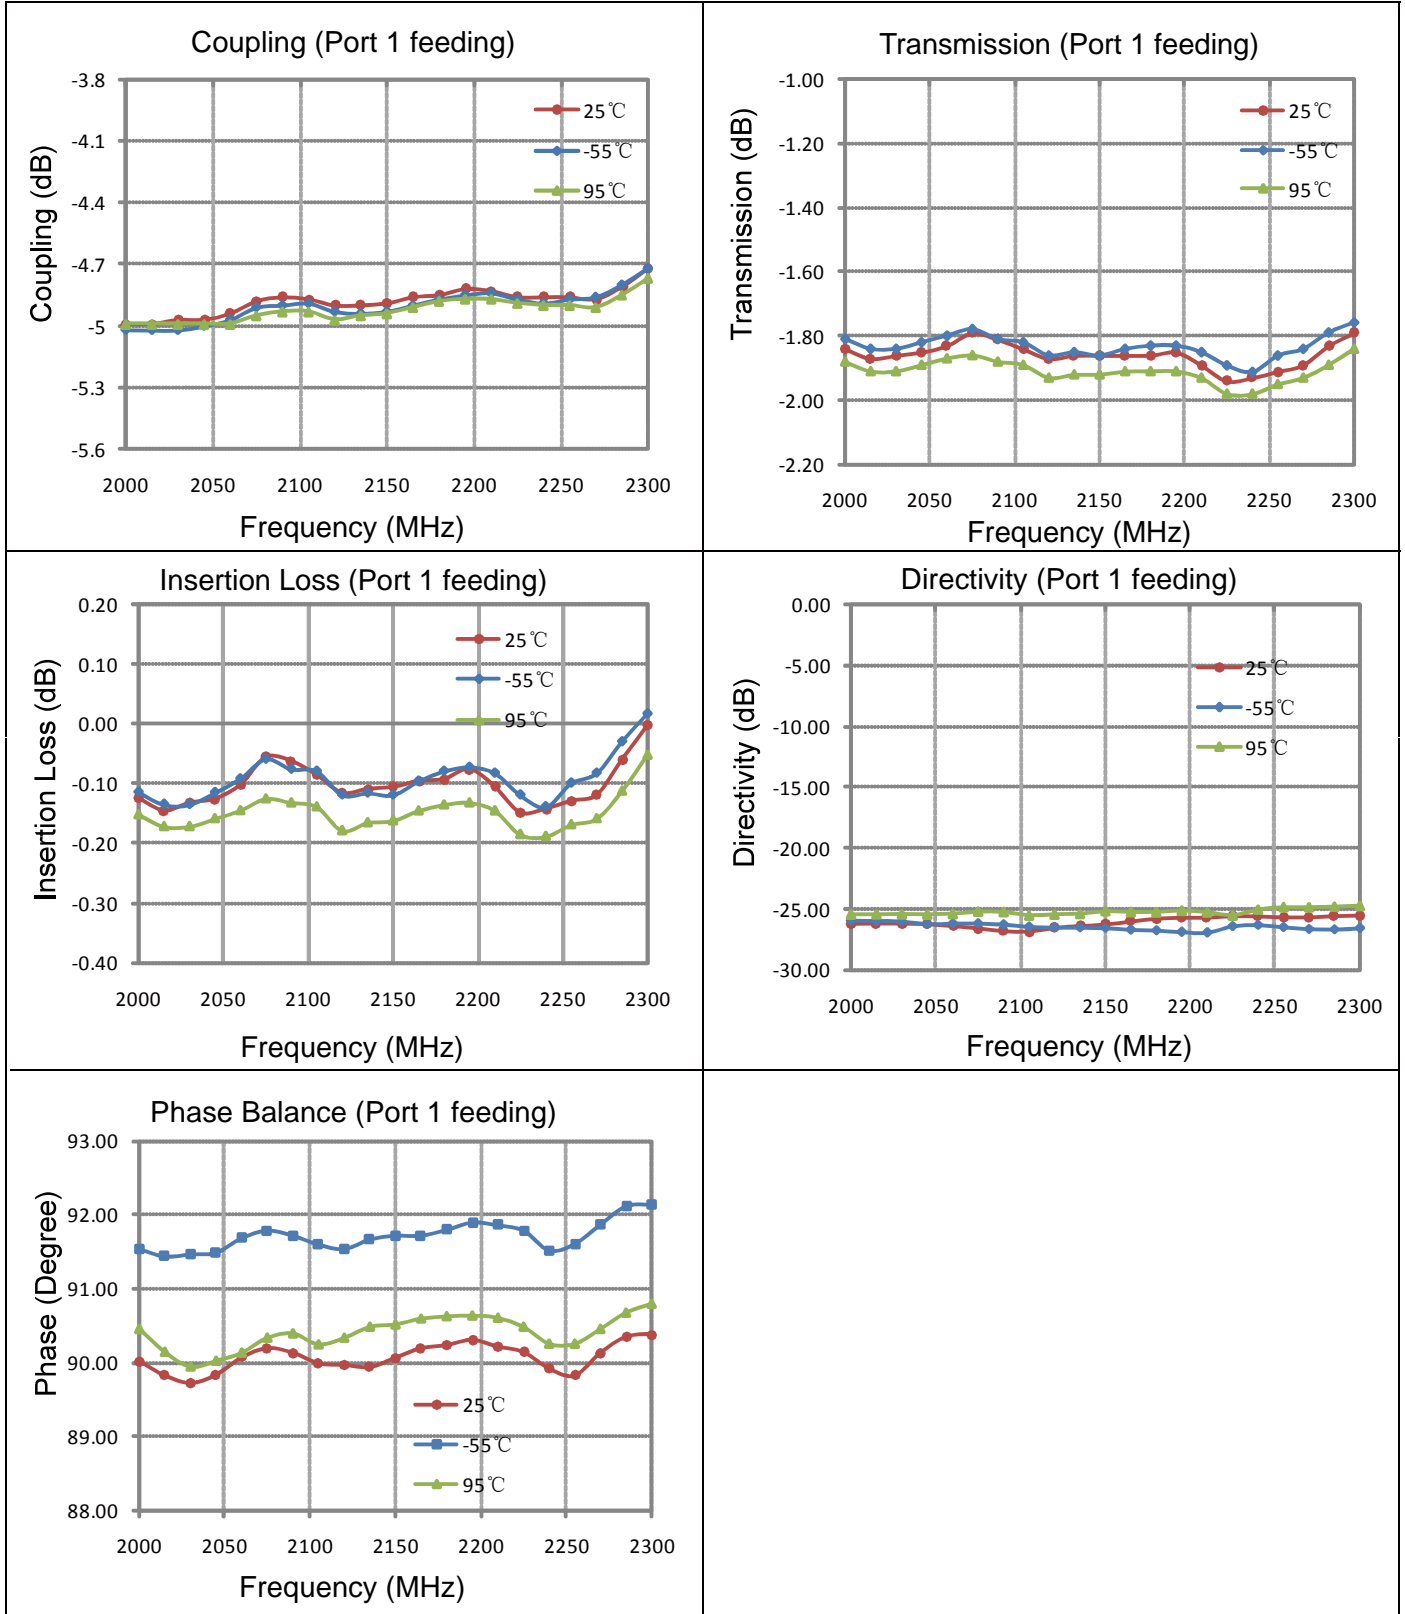 Coupling (Port 1 feeding)
Coupling (dB)
-3.8
-4.1
-4.4
-4.7
-5
-5.3
-5.6
25℃
-55℃
95℃
2000 2050 2100 2150 2200 2250 2300
Frequency (MHz)
Transmission (Port 1 feeding)
Transmission (dB)
-1.00
-1.20
-1.40
-1.60
-1.80
-2.00
-2.20
25℃
-55℃
95℃
2000 2050 2100 2150 2200 2250 2300
Frequency (MHz)
Insertion Loss (Port 1 feeding)
Insertion Loss (dB)
0.20
0.10
0.00
-0.10
-0.20
-0.30
-0.40
25℃
-55℃
95℃
2000 2050 2100 2150 2200 2250 2300
Frequency (MHz)
Directivity (Port 1 feeding)
Directivity (dB)
0.00
-5.00
-10.00
-15.00
-20.00
-25.00
-30.00
25℃
-55℃
95℃
2000 2050 2100 2150 2200 2250 2300
Frequency (MHz)
Phase Balance (Port 1 feeding)
Phase (Degree)
93.00
92.00
91.00
90.00
89.00
88.00
25℃
-55℃
95℃
2000 2050 2100 2150 2200 2250 2300
Frequency (MHz)